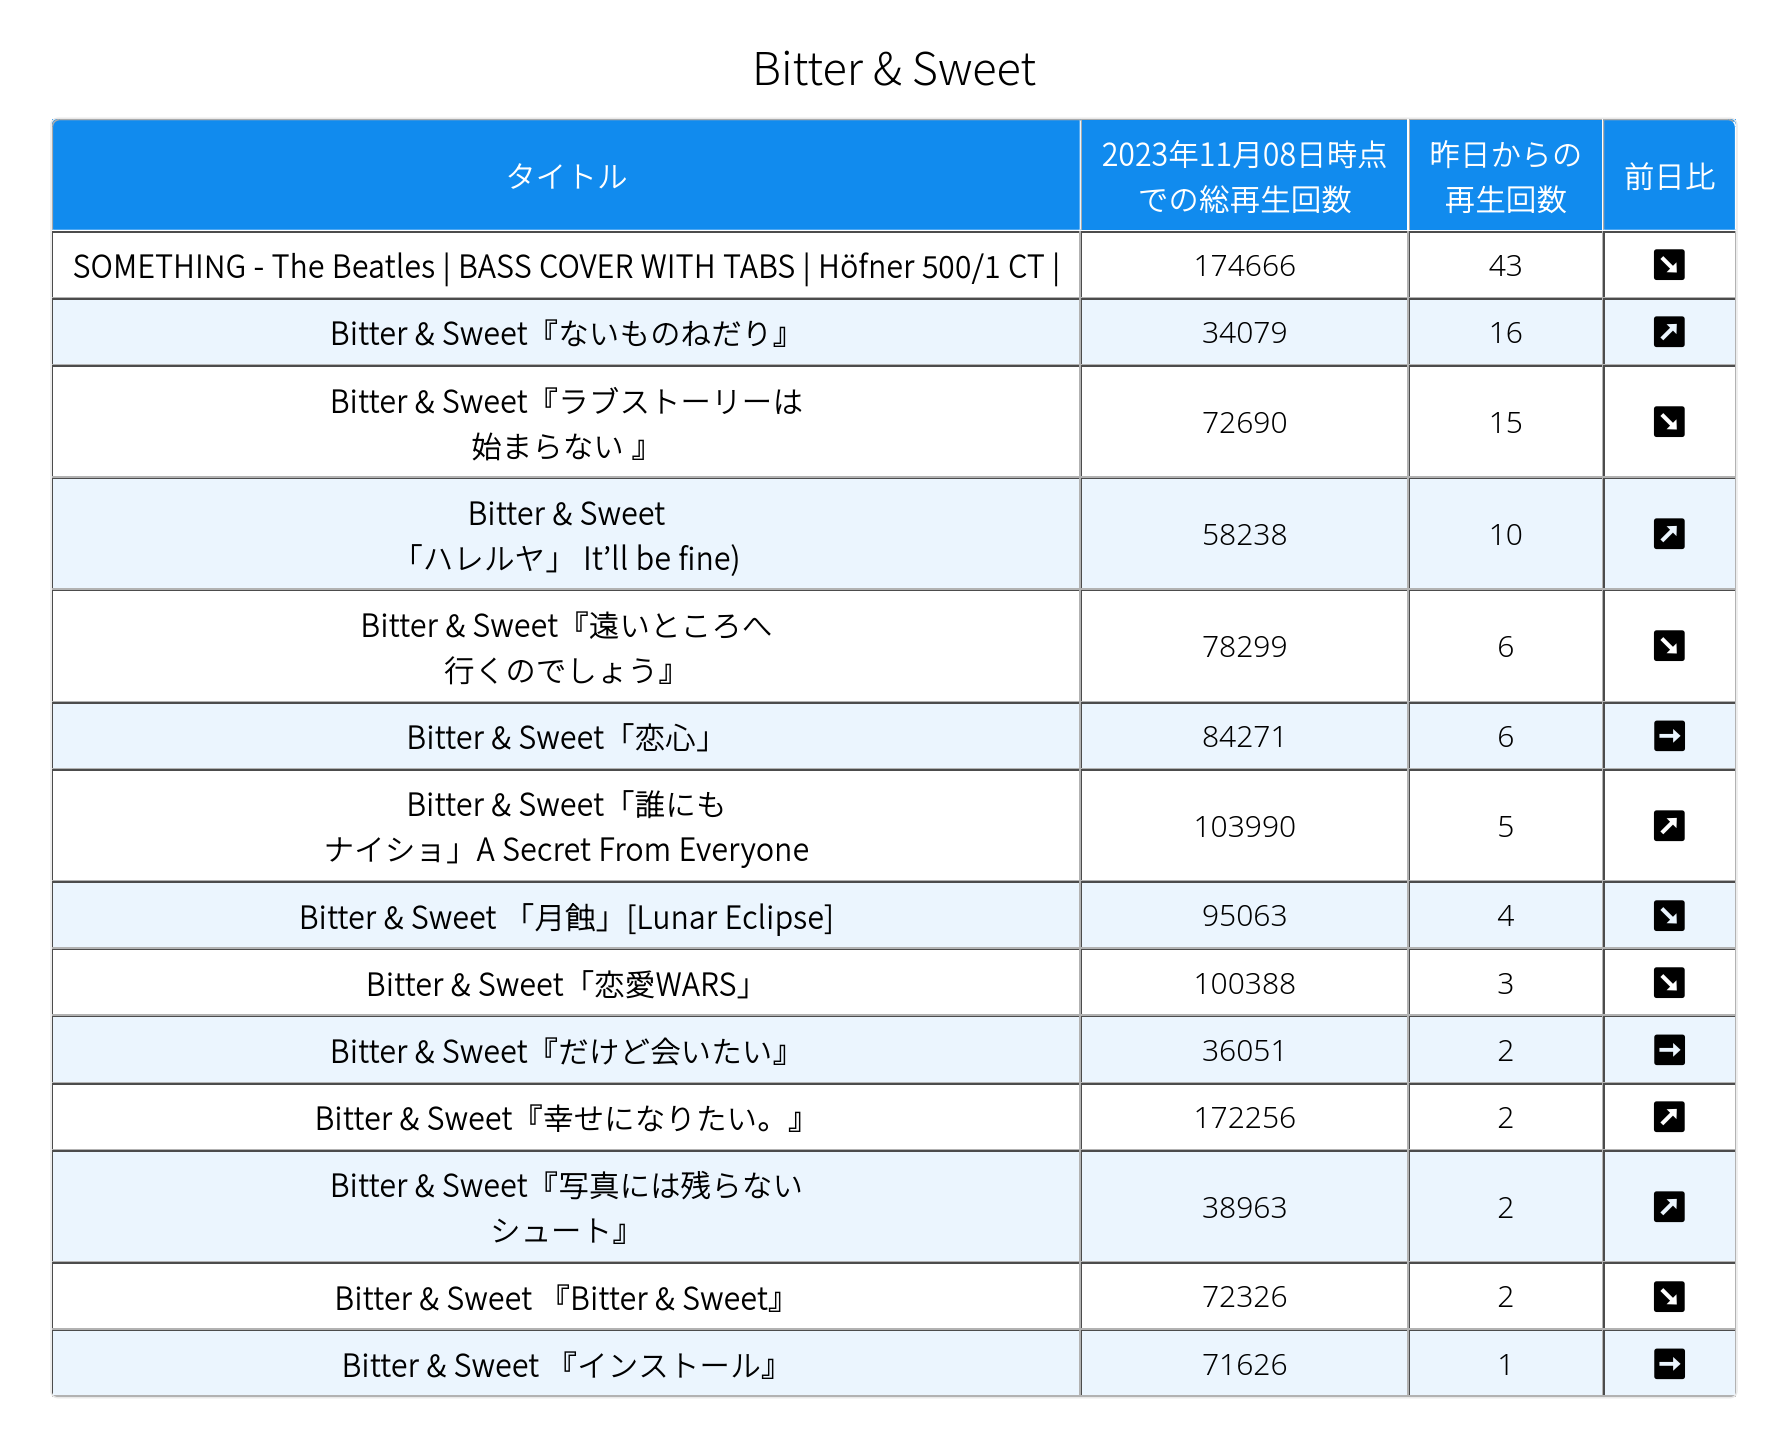 Bitter & Sweet
タイトル
2023年11月08日時点
での総再生回数
昨日からの
再生回数
前日比
SOMETHING - The Beatles | BASS COVER WITH TABS | Höfner 500/1 CT |
174666
43
↘
Bitter & Sweet『ないものねだり』
34079
16
↗
Bitter & Sweet『ラブストーリーは
始まらない 』
72690
15
↘
Bitter & Sweet
「ハレルヤ」 It’ll be fine)
58238
10
↗
Bitter & Sweet『遠いところへ
行くのでしょう』
78299
6
↘
Bitter & Sweet「恋心」
84271
6
→
Bitter & Sweet「誰にも
ナイショ」A Secret From Everyone
103990
5
↗
Bitter & Sweet 「月蝕」[Lunar Eclipse]
95063
4
↘
Bitter & Sweet「恋愛WARS」
100388
3
↘
Bitter & Sweet『だけど会いたい』
36051
2
→
Bitter & Sweet『幸せになりたい。』
172256
2
↗
Bitter & Sweet『写真には残らない
シュート』
38963
2
↗
Bitter & Sweet 『Bitter & Sweet』
72326
2
↘
Bitter & Sweet 『インストール』
71626
1
→